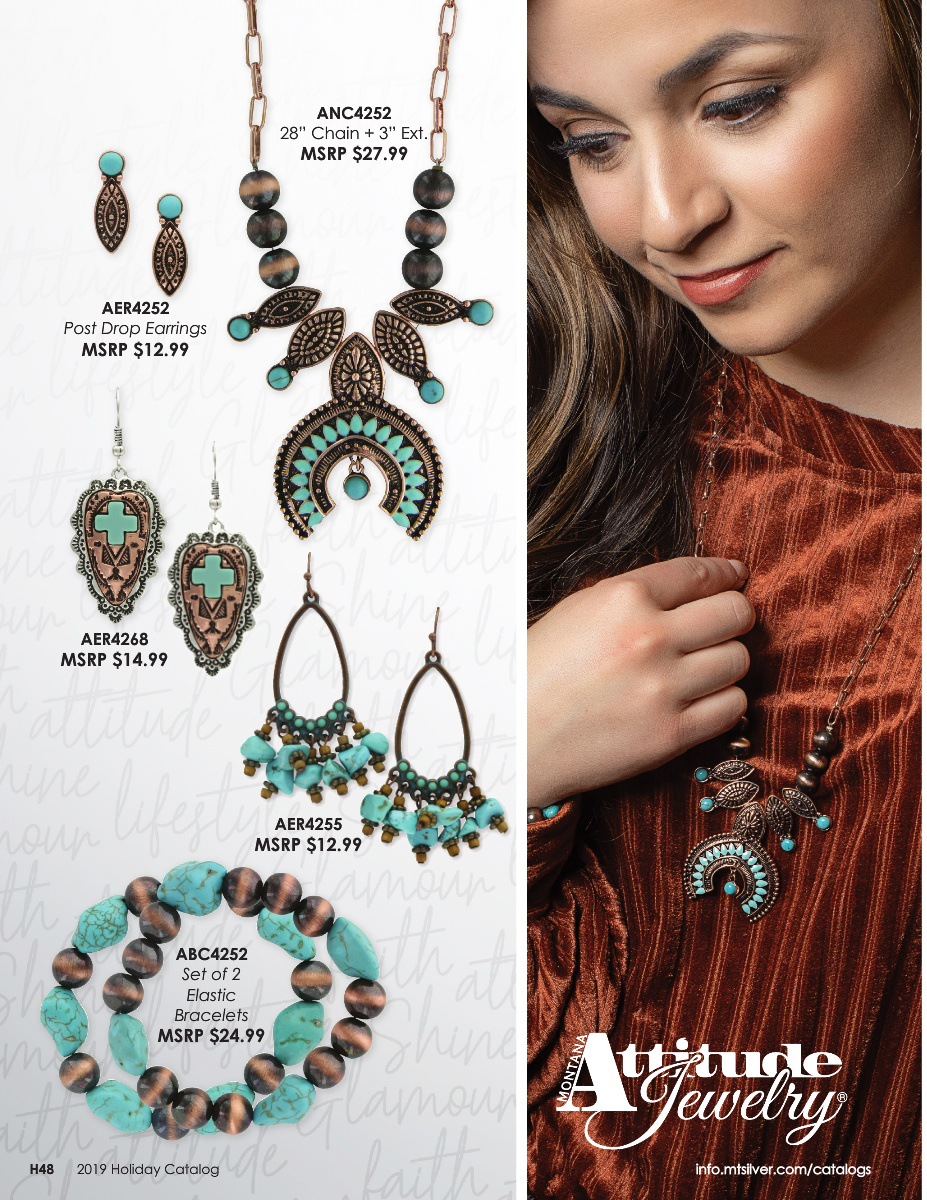 ANC4252
28” Chain + 3” Ext.
MSRP $27.99
AER4252
Post Drop Earrings
MSRP $12.99
AER4268
MSRP $14.99
AER4255
MSRP $12.99
ABC4252
Set of 2
Elastic
Bracelets
MSRP $24.99
MONTANA
Attitude
Jewelry®
H48 2019 Holiday Catalog
info.mtsilver.com/catalogs